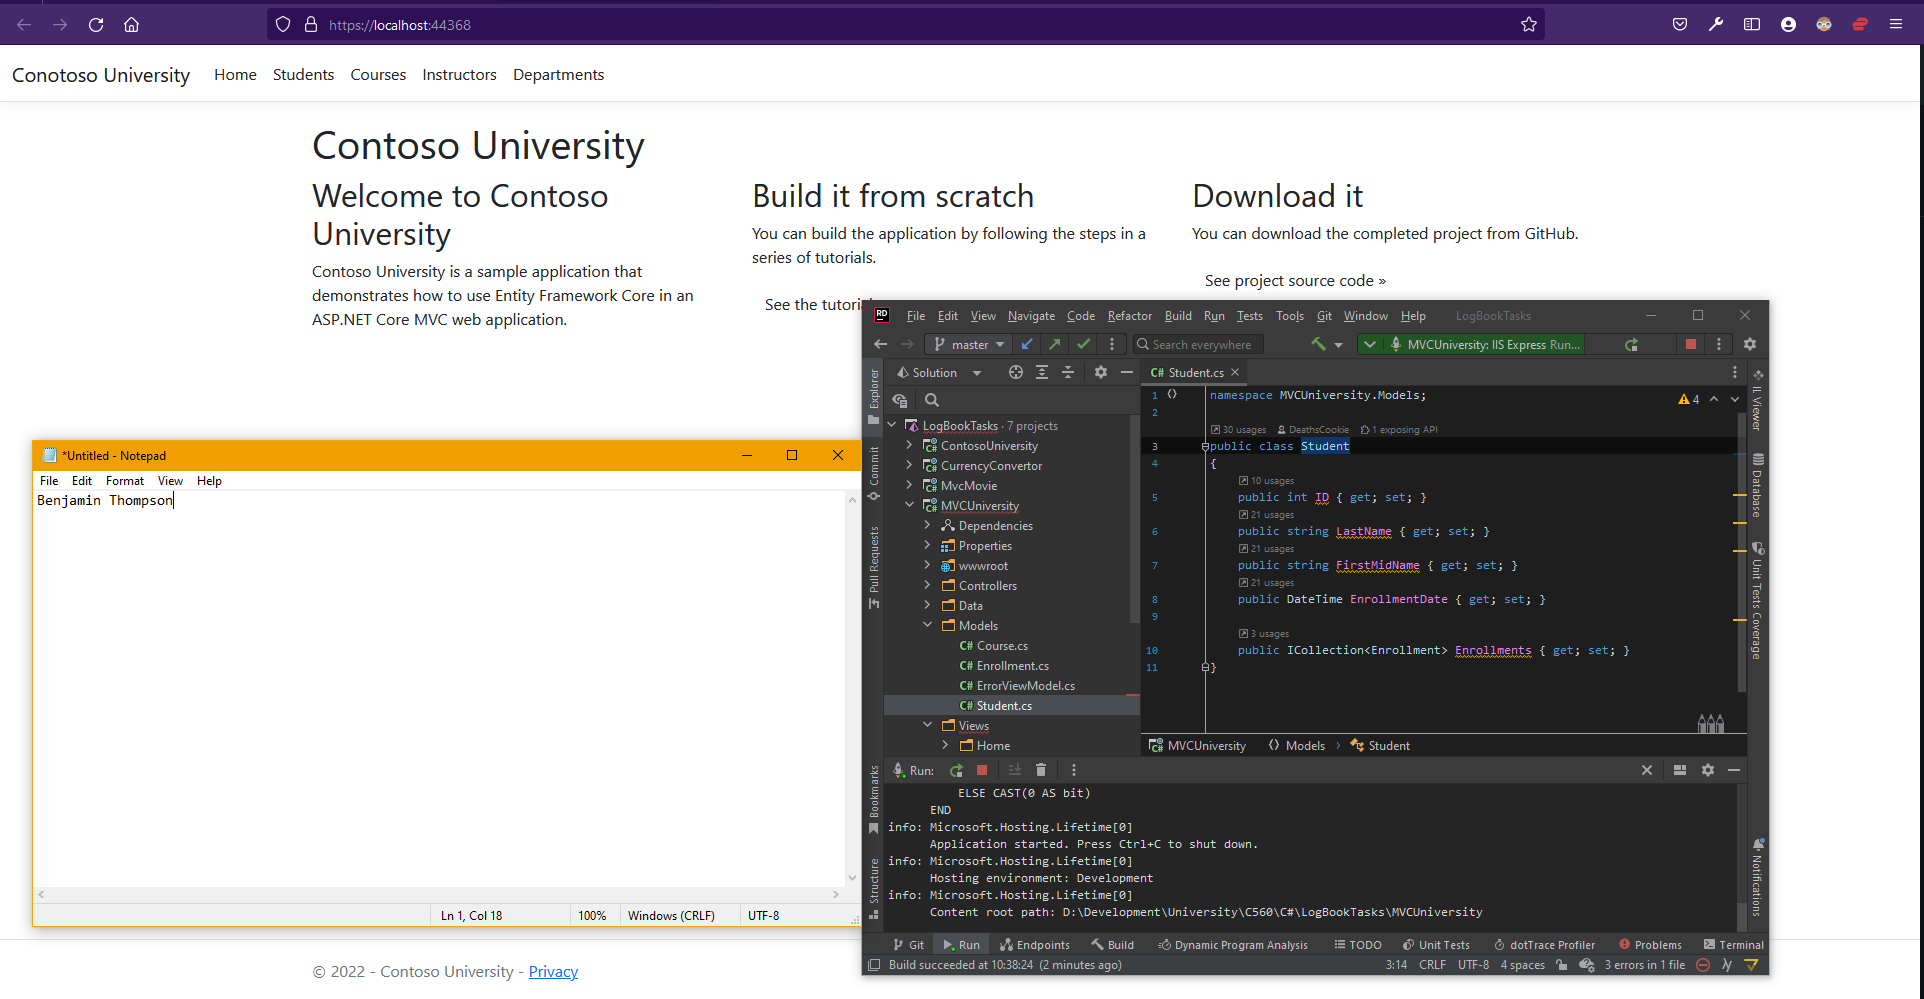 https://localhost:44368
Conotoso University Home Students Courses Instructors Departments
Contoso University
Welcome to Contoso
University
Contoso University is a sample application that
demonstrates how to use Entity Framework Core in an
ASP.NET Core MVC web application.
Build it from scratch
You can build the application by following the steps in a
series of tutorials.
See the tutorial
Download it
You can download the completed project from GitHub.
See project source code »
*Untitled - Notepad
File Edit Format View Help
Benjamin Thompson
Ln 1, Col 18 100% Windows (CRLF) UTF-8
RD File Edit View Navigate Code Refactor Build Run Tests Tools Git Window Help LogBookTasks
master Search everywhere MVCUniversity: IIS Express Run...
Explorer
Commit
Pull Requests
Bookmarks
Structure
Solution
LogBookTasks · 7 projects
C# ContosoUniversity
C# CurrencyConvertor
C# MvcMovie
C# MVCUniversity
Dependencies
Properties
wwwroot
Controllers
Data
Models
C# Course.cs
C# Enrollment.cs
C# ErrorViewModel.cs
C# Student.cs
Views
Home
C# Student.cs
1 namespace MVCUniversity.Models; 4
2
30 usages DeathsCookie 1 exposing API
3 public class Student
4 {
10 usages
5 public int ID { get; set; }
21 usages
6 public string LastName { get; set; }
21 usages
7 public string FirstMidName { get; set; }
21 usages
8 public DateTime EnrollmentDate { get; set; }
9
3 usages
10 public ICollection<Enrollment> Enrollments { get; set; }
11 }
C# MVCUniversity Models › Student
IL Viewer
Database
Unit Tests Coverage
Notifications
Run:
ELSE CAST(0 AS bit)
END
info: Microsoft.Hosting.Lifetime[0]
Application started. Press Ctrl+C to shut down.
info: Microsoft.Hosting.Lifetime[0]
Hosting environment: Development
info: Microsoft.Hosting.Lifetime[0]
Content root path: D:\Development\University\C560\C#\LogBookTasks\MVCUniversity
Git Run Endpoints Build Dynamic Program Analysis TODO Unit Tests dotTrace Profiler Problems Terminal
Build succeeded at 10:38:24 (2 minutes ago) 3:14 CRLF UTF-8 4 spaces 3 errors in 1 file
© 2022 - Contoso University - Privacy